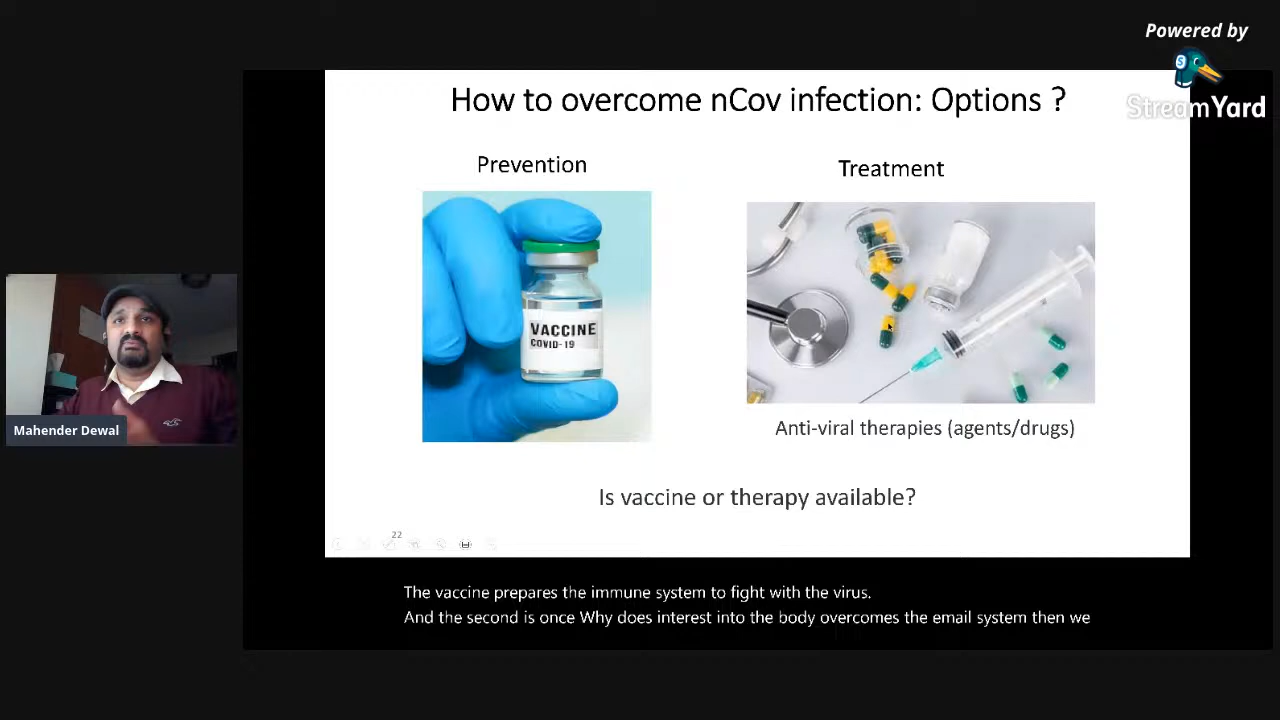 Powered by
StreamYard
How to overcome nCov infection: Options ?
Prevention
Treatment
VACCINE
COVID-19
Anti-viral therapies (agents/drugs)
Is vaccine or therapy available?
22
Mahender Dewal
The vaccine prepares the immune system to fight with the virus.
And the second is once Why does interest into the body overcomes the email system then we